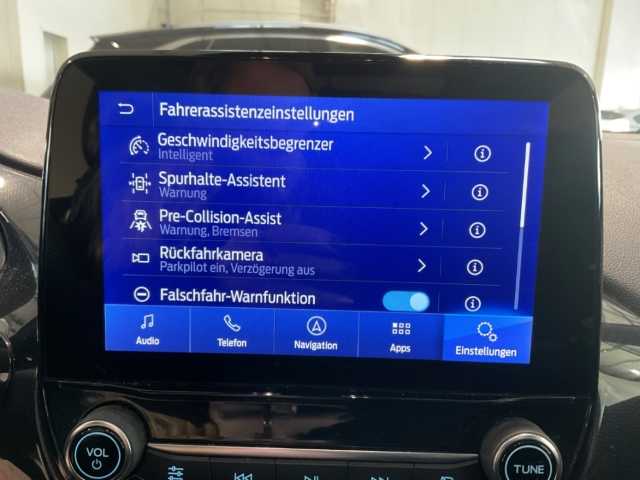 Fahrerassistenzeinstellungen
Geschwindigkeitsbegrenzer
Intelligent
Spurhalte-Assistent
Warnung
Pre-Collision-Assist
Warnung, Bremsen
Rückfahrkamera
Parkpilot ein, Verzögerung aus
Falschfahr-Warnfunktion
Audio
Telefon
Navigation
Apps
Einstellungen
VOL
TUNE